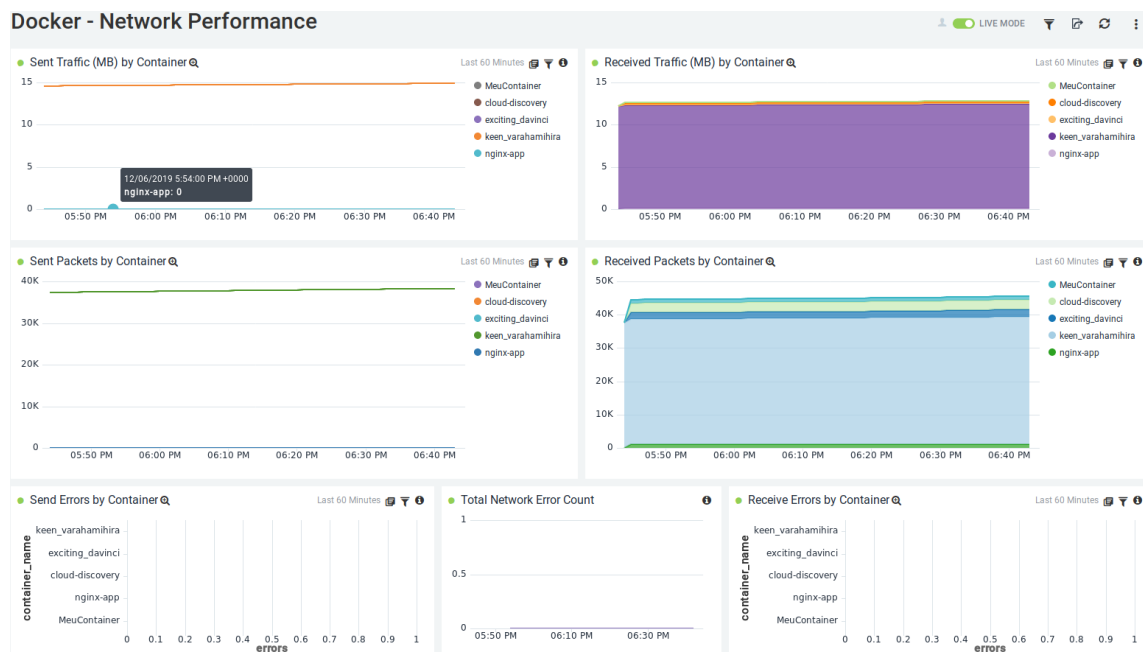 Docker - Network Performance
LIVE MODE
Sent Traffic (MB) by Container
Last 60 Minutes
15
10
5
0
05:50 PM 06:00 PM 06:10 PM 06:20 PM 06:30 PM 06:40 PM
12/06/2019 5:54:00 PM +0000
nginx-app: 0
MeuContainer
cloud-discovery
exciting_davinci
keen_varahamihira
nginx-app
Received Traffic (MB) by Container
Last 60 Minutes
15
10
5
0
05:50 PM 06:00 PM 06:10 PM 06:20 PM 06:30 PM 06:40 PM
MeuContainer
cloud-discovery
exciting_davinci
keen_varahamihira
nginx-app
Sent Packets by Container
Last 60 Minutes
40K
30K
20K
10K
0
05:50 PM 06:00 PM 06:10 PM 06:20 PM 06:30 PM 06:40 PM
MeuContainer
cloud-discovery
exciting_davinci
keen_varahamihira
nginx-app
Received Packets by Container
Last 60 Minutes
50K
40K
30K
20K
10K
0
05:50 PM 06:00 PM 06:10 PM 06:20 PM 06:30 PM 06:40 PM
MeuContainer
cloud-discovery
exciting_davinci
keen_varahamihira
nginx-app
Send Errors by Container
Last 60 Minutes
container_name
keen_varahamihira
exciting_davinci
cloud-discovery
nginx-app
MeuContainer
0 0.1 0.2 0.3 0.4 0.5 0.6 0.7 0.8 0.9 1
errors
Total Network Error Count
1
0.5
0
05:50 PM 06:10 PM 06:30 PM
Receive Errors by Container
Last 60 Minutes
container_name
keen_varahamihira
exciting_davinci
cloud-discovery
nginx-app
MeuContainer
0 0.1 0.2 0.3 0.4 0.5 0.6 0.7 0.8 0.9 1
errors